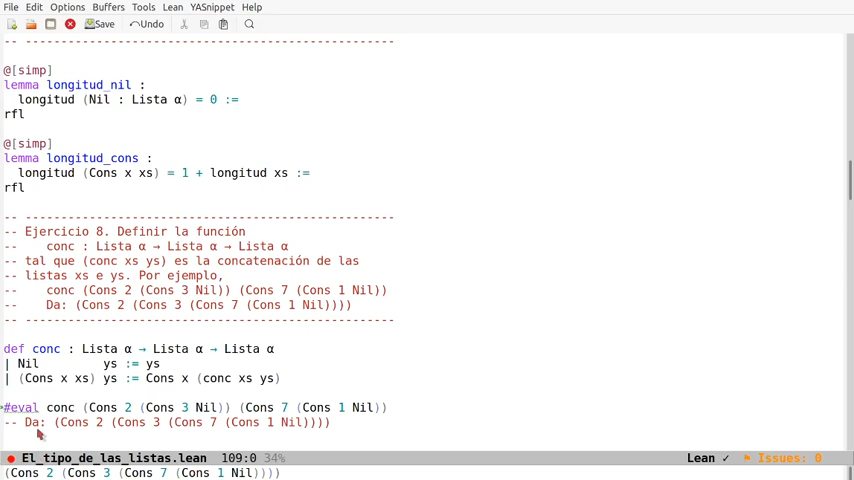 File Edit Options Buffers Tools Lean YASnippet Help
Save Undo
-- ---------------------------------------------------------
@[simp]
lemma longitud_nil :
  longitud (Nil : Lista α) = 0 :=
rfl
@[simp]
lemma longitud_cons :
  longitud (Cons x xs) = 1 + longitud xs :=
rfl
-- ---------------------------------------------------------
-- Ejercicio 8. Definir la función
--    conc : Lista α → Lista α → Lista α
-- tal que (conc xs ys) es la concatenación de las
-- listas xs e ys. Por ejemplo,
--    conc (Cons 2 (Cons 3 Nil)) (Cons 7 (Cons 1 Nil))
--    Da: (Cons 2 (Cons 3 (Cons 7 (Cons 1 Nil))))
-- ---------------------------------------------------------
def conc : Lista α → Lista α → Lista α
| Nil         ys := ys
| (Cons x xs) ys := Cons x (conc xs ys)
#eval conc (Cons 2 (Cons 3 Nil)) (Cons 7 (Cons 1 Nil))
-- Da: (Cons 2 (Cons 3 (Cons 7 (Cons 1 Nil))))
El_tipo_de_las_listas.lean 109:0 34% Lean ✓ Issues: 0
(Cons 2 (Cons 3 (Cons 7 (Cons 1 Nil))))